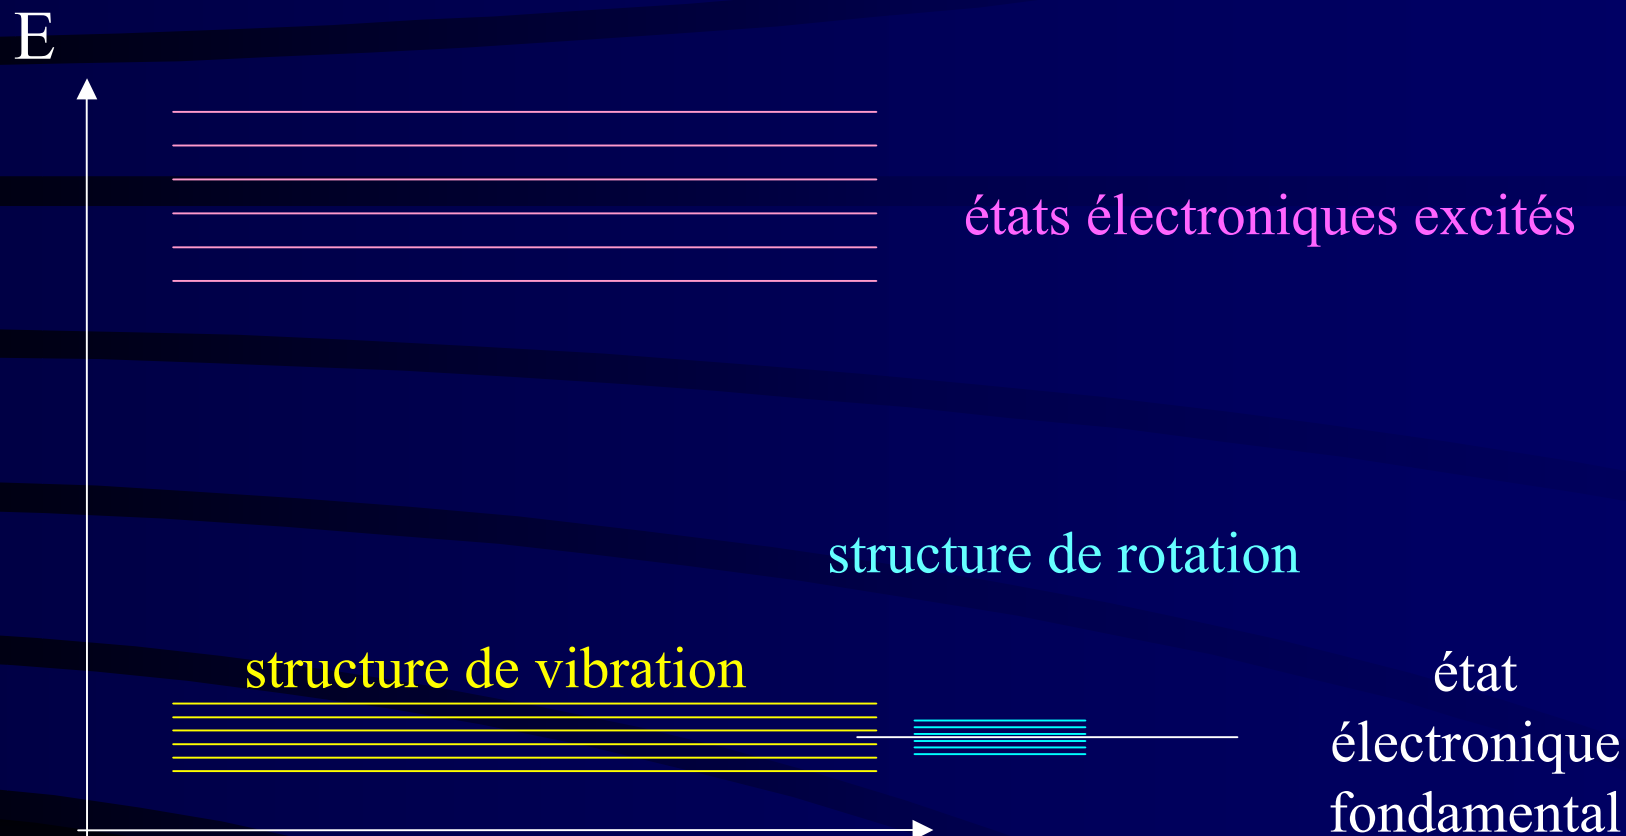 E
états électroniques excités
structure de rotation
structure de vibration
état
électronique
fondamental